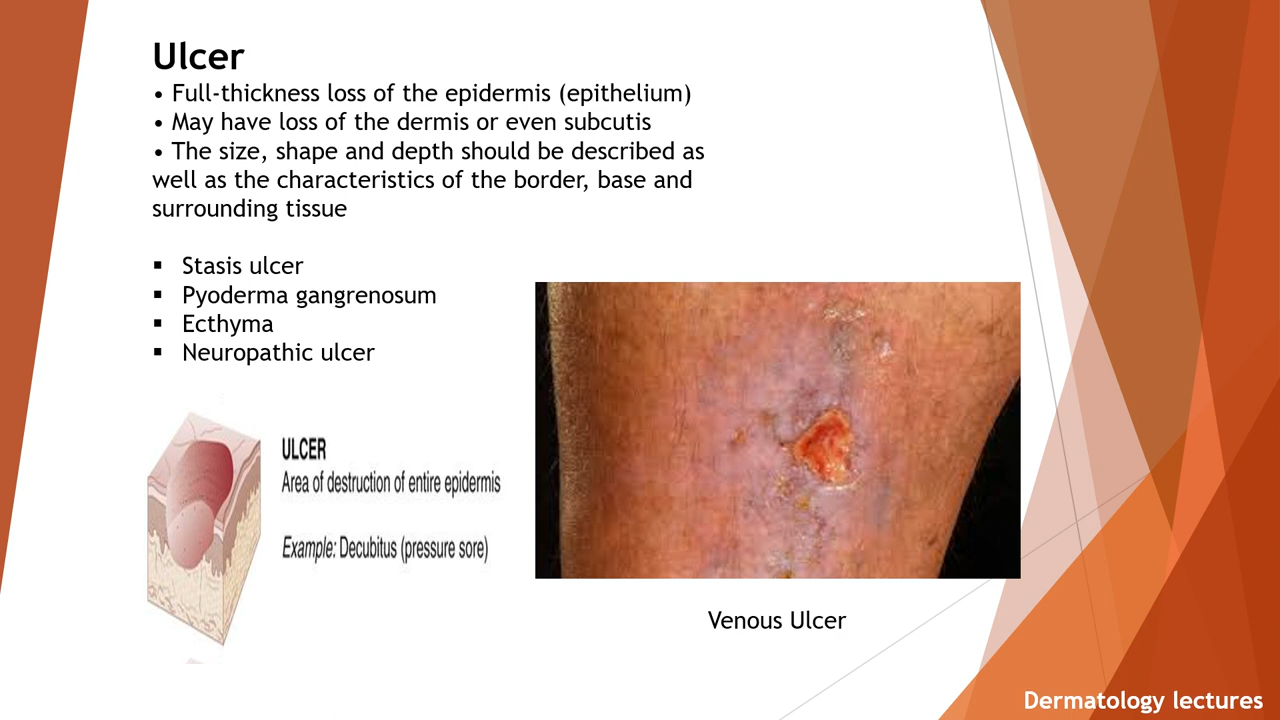 Ulcer
• Full-thickness loss of the epidermis (epithelium)
• May have loss of the dermis or even subcutis
• The size, shape and depth should be described as
well as the characteristics of the border, base and
surrounding tissue
▪ Stasis ulcer
▪ Pyoderma gangrenosum
▪ Ecthyma
▪ Neuropathic ulcer
ULCER
Area of destruction of entire epidermis
Example: Decubitus (pressure sore)
Venous Ulcer
Dermatology lectures